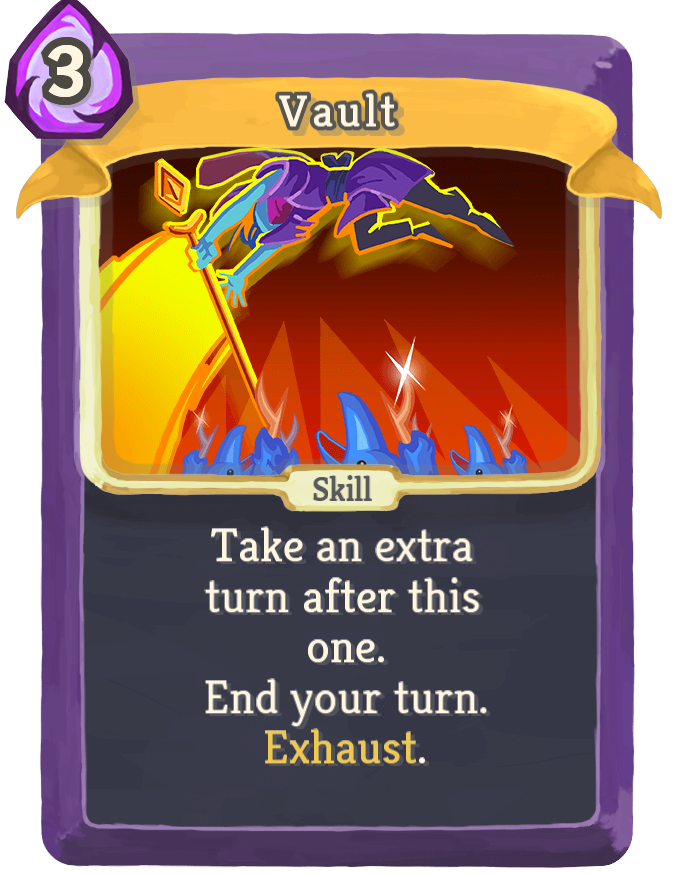 3
Vault
Skill
Take an extra
turn after this
one.
End your turn.
Exhaust.